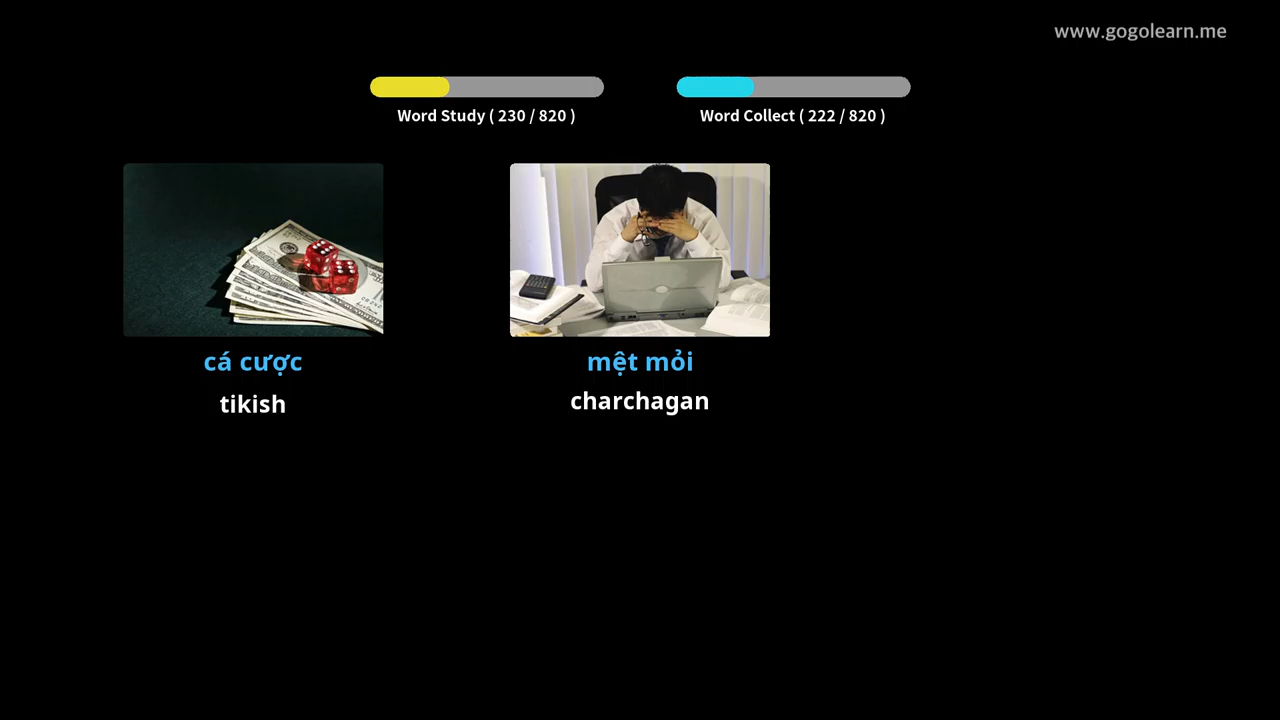 www.gogolearn.me
Word Study ( 230 / 820 )
Word Collect ( 222 / 820 )
cá cược
tikish
mệt mỏi
charchagan